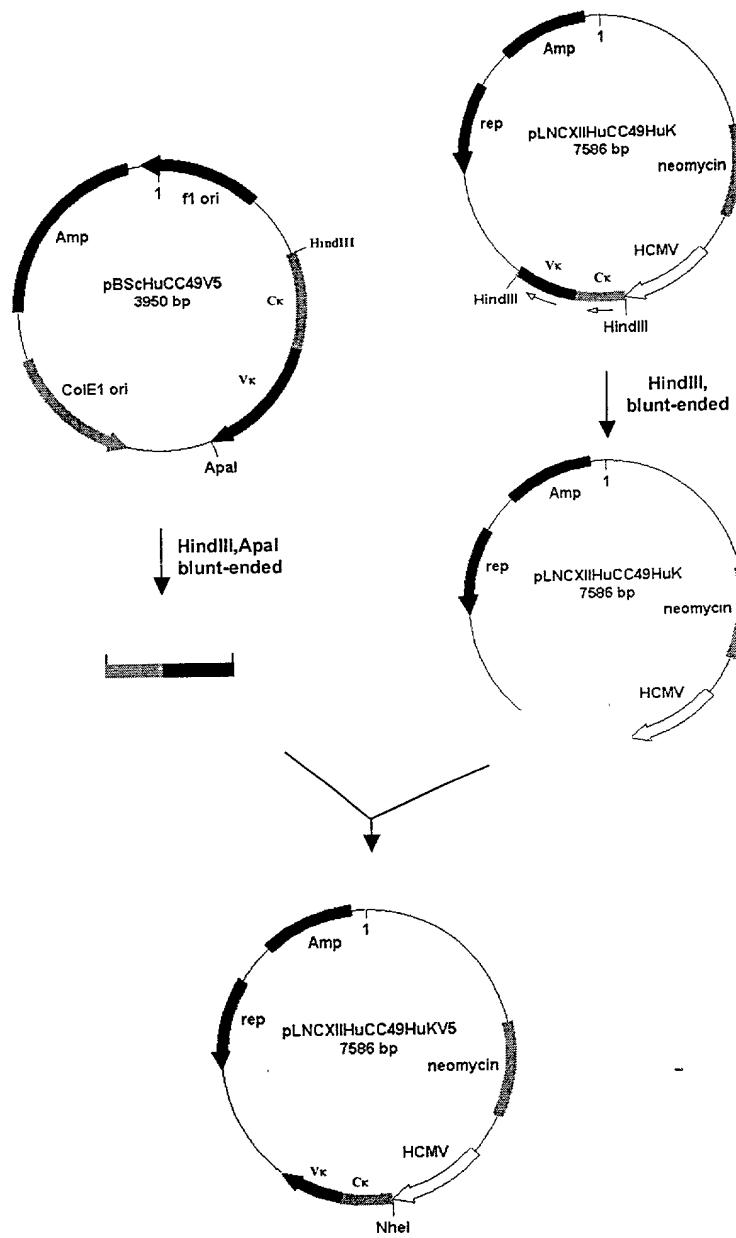 Amp
1
rep
pLNCXIIHuCC49HuK
7586 bp
neomycin
HCMV
Vκ
Cκ
HindIII
HindIII
1
f1 ori
Amp
HindIII
pBScHuCC49V5
3950 bp
Cκ
Vκ
ColE1 ori
ApaI
HindIII,
blunt-ended
HindIII,ApaI
blunt-ended
Amp
1
rep
pLNCXIIHuCC49HuK
7586 bp
neomycin
HCMV
Amp
1
rep
pLNCXIIHuCC49HuKV5
7586 bp
neomycin
HCMV
Vκ
Cκ
NheI